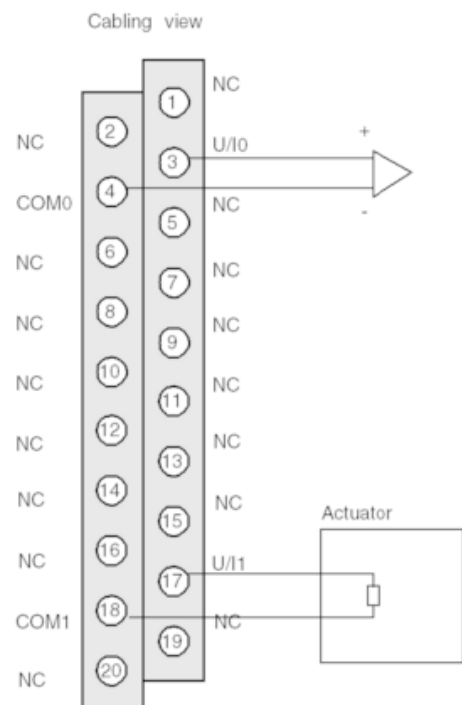 Cabling view
NC
1
2
NC
U/I0
+
3
4
COM0
NC
-
5
6
NC
NC
7
8
NC
NC
9
10
NC
NC
11
12
NC
NC
13
14
NC
NC
15
Actuator
16
NC
U/I1
17
18
COM1
NC
19
20
NC